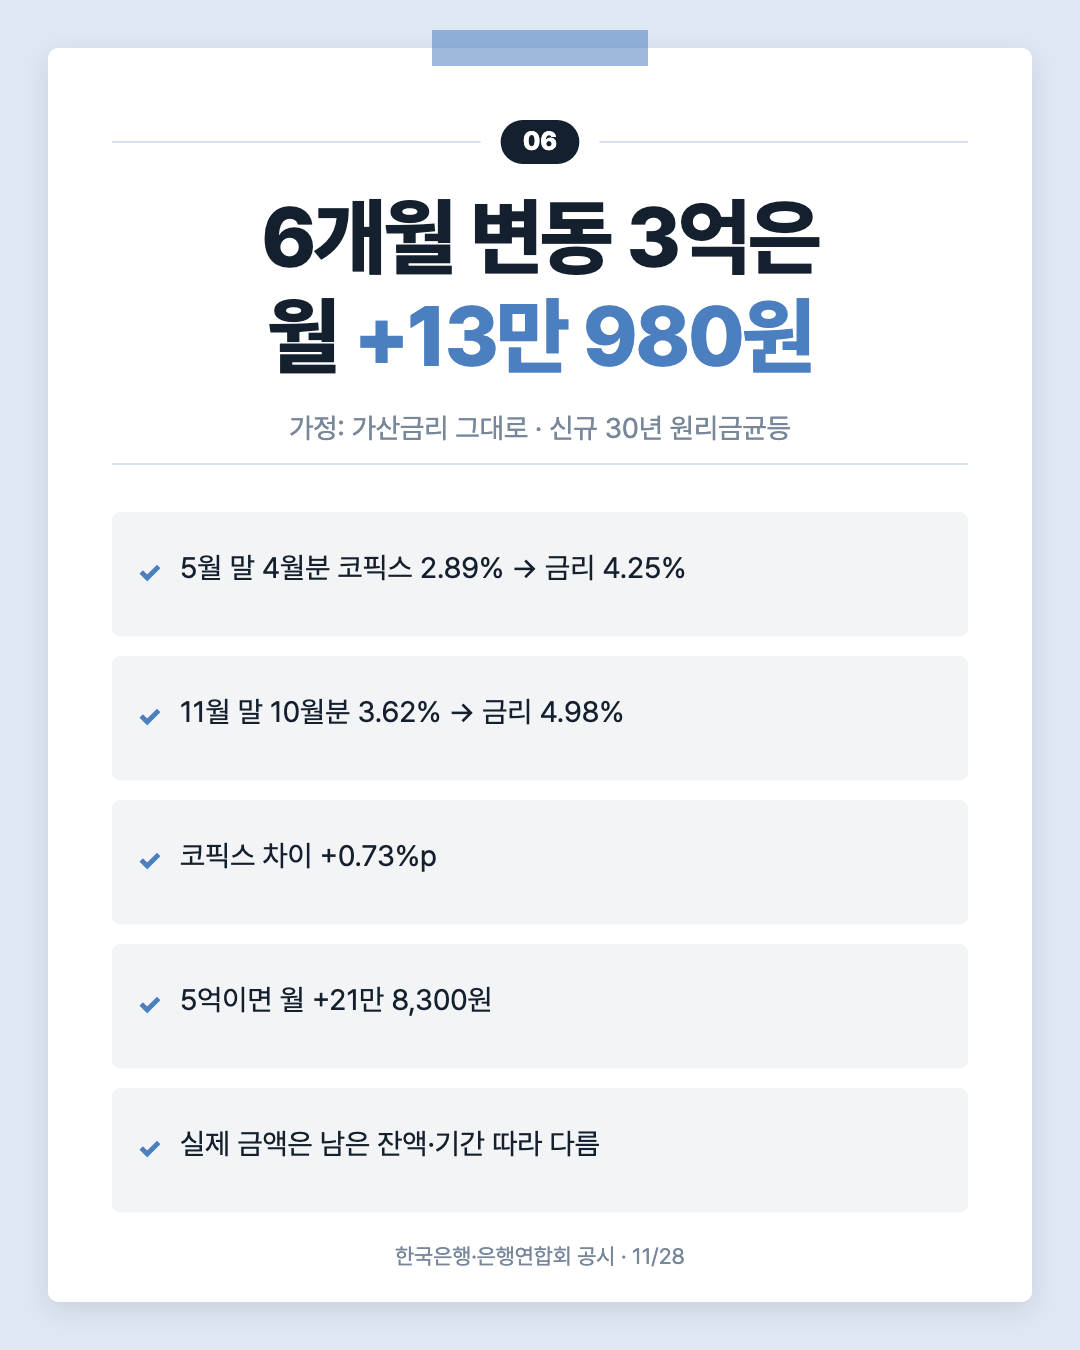 06
6개월 변동 3억은
월 +13만 980원
가정: 가산금리 그대로 · 신규 30년 원리금균등
5월 말 4월분 코픽스 2.89% → 금리 4.25%
11월 말 10월분 3.62% → 금리 4.98%
코픽스 차이 +0.73%p
5억이면 월 +21만 8,300원
실제 금액은 남은 잔액·기간 따라 다름
한국은행·은행연합회 공시 · 11/28